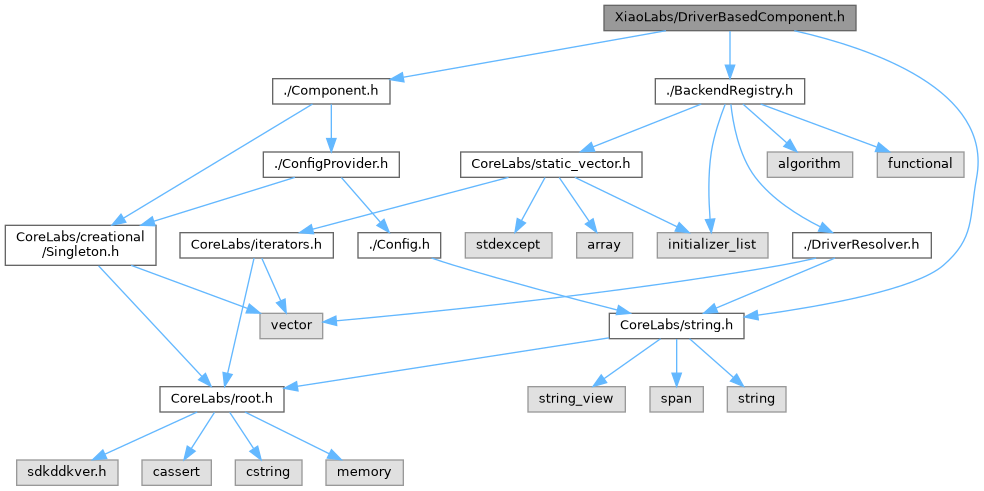 XiaoLabs/DriverBasedComponent.h
./Component.h
./BackendRegistry.h
./ConfigProvider.h
CoreLabs/static_vector.h
algorithm
functional
CoreLabs/creational
/Singleton.h
CoreLabs/iterators.h
./Config.h
stdexcept
array
initializer_list
./DriverResolver.h
vector
CoreLabs/string.h
CoreLabs/root.h
string_view
span
string
sdkddkver.h
cassert
cstring
memory